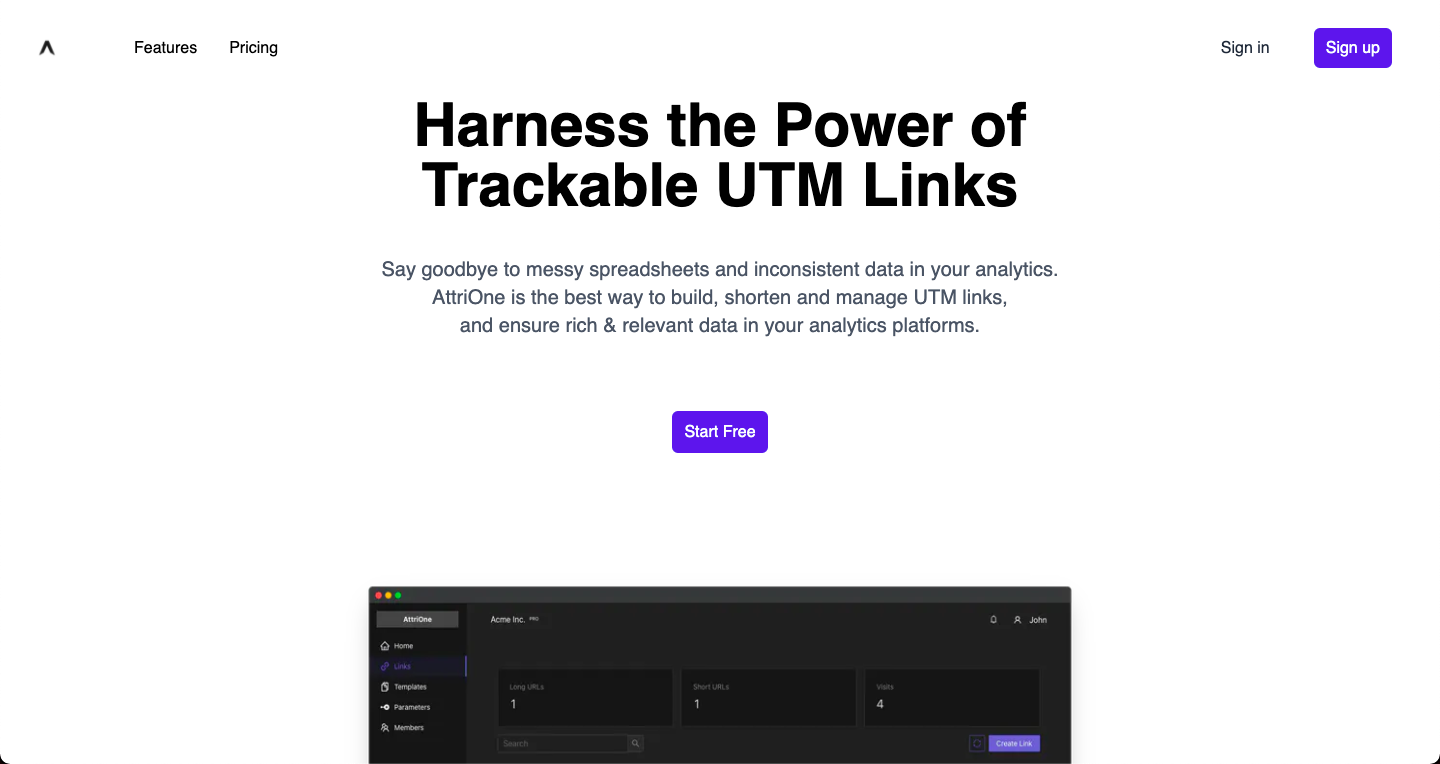 Features Pricing Sign in Sign up
Harness the Power of
Trackable UTM Links
Say goodbye to messy spreadsheets and inconsistent data in your analytics.
AttriOne is the best way to build, shorten and manage UTM links,
and ensure rich & relevant data in your analytics platforms.
Start Free
AttriOne
Acme Inc. PRO
John
Home
Links
Templates
Parameters
Members
Long URLs
1
Short URLs
1
Visits
4
Search
Create Link